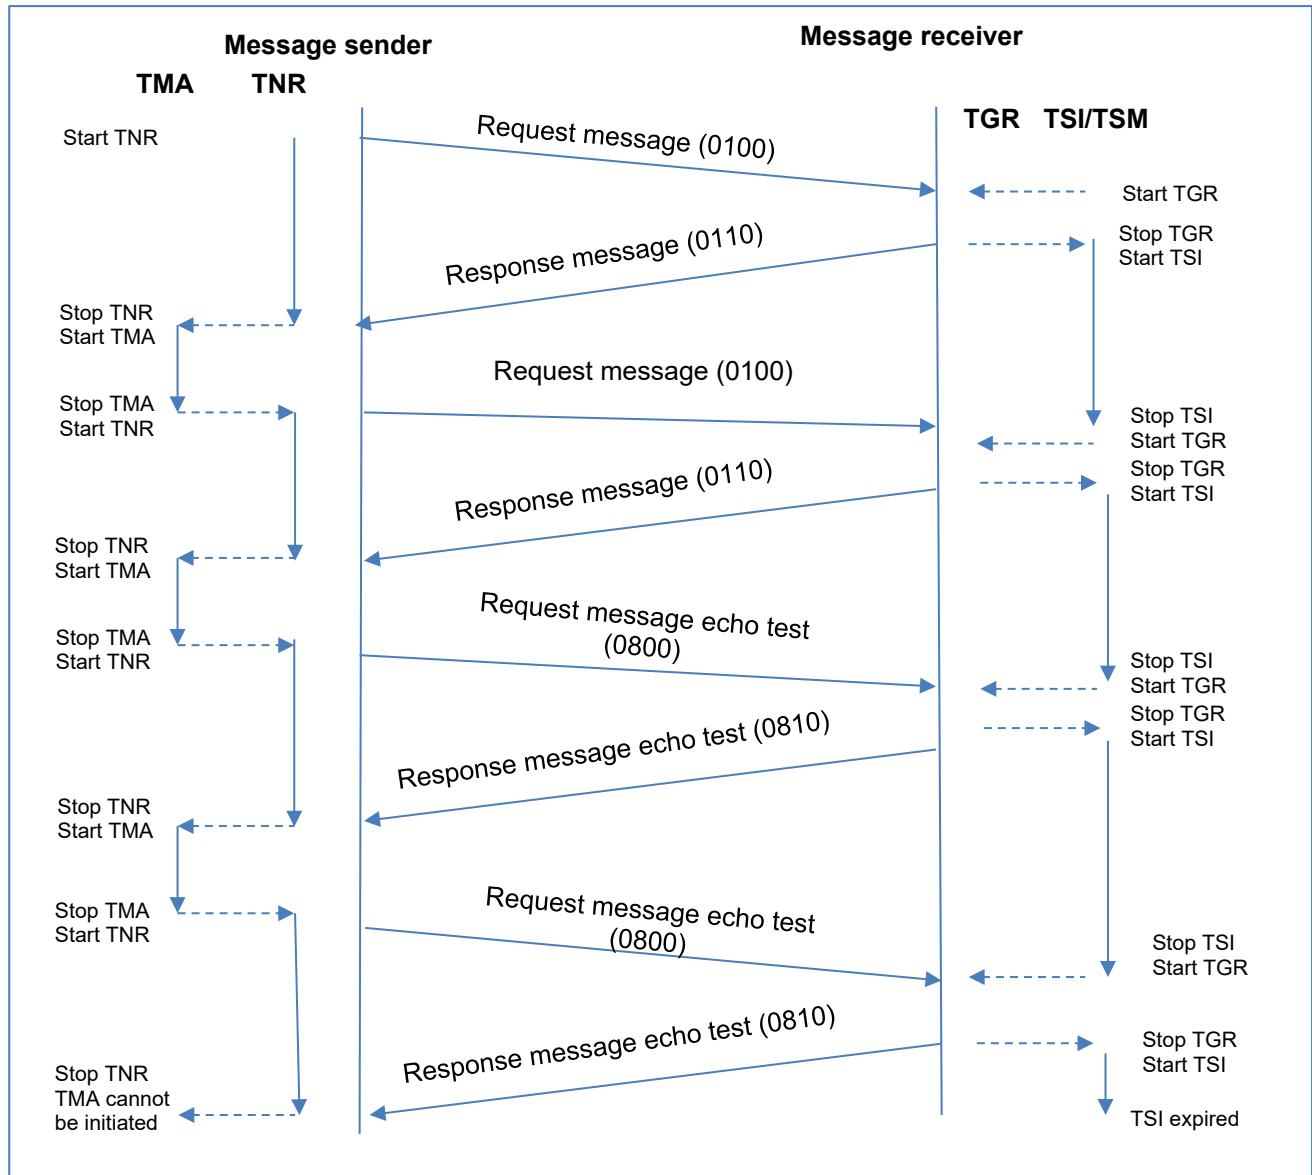 Message sender
Message receiver
TMA TNR
TGR TSI/TSM
Start TNR
Request message (0100)
Start TGR
Response message (0110)
Stop TGR
Start TSI
Stop TNR
Start TMA
Request message (0100)
Stop TMA
Start TNR
Stop TSI
Start TGR
Response message (0110)
Stop TGR
Start TSI
Stop TNR
Start TMA
Request message echo test
(0800)
Stop TMA
Start TNR
Stop TSI
Start TGR
Response message echo test (0810)
Stop TGR
Start TSI
Stop TNR
Start TMA
Request message echo test
(0800)
Stop TMA
Start TNR
Stop TSI
Start TGR
Response message echo test (0810)
Stop TGR
Start TSI
Stop TNR
TMA cannot
be initiated
TSI expired